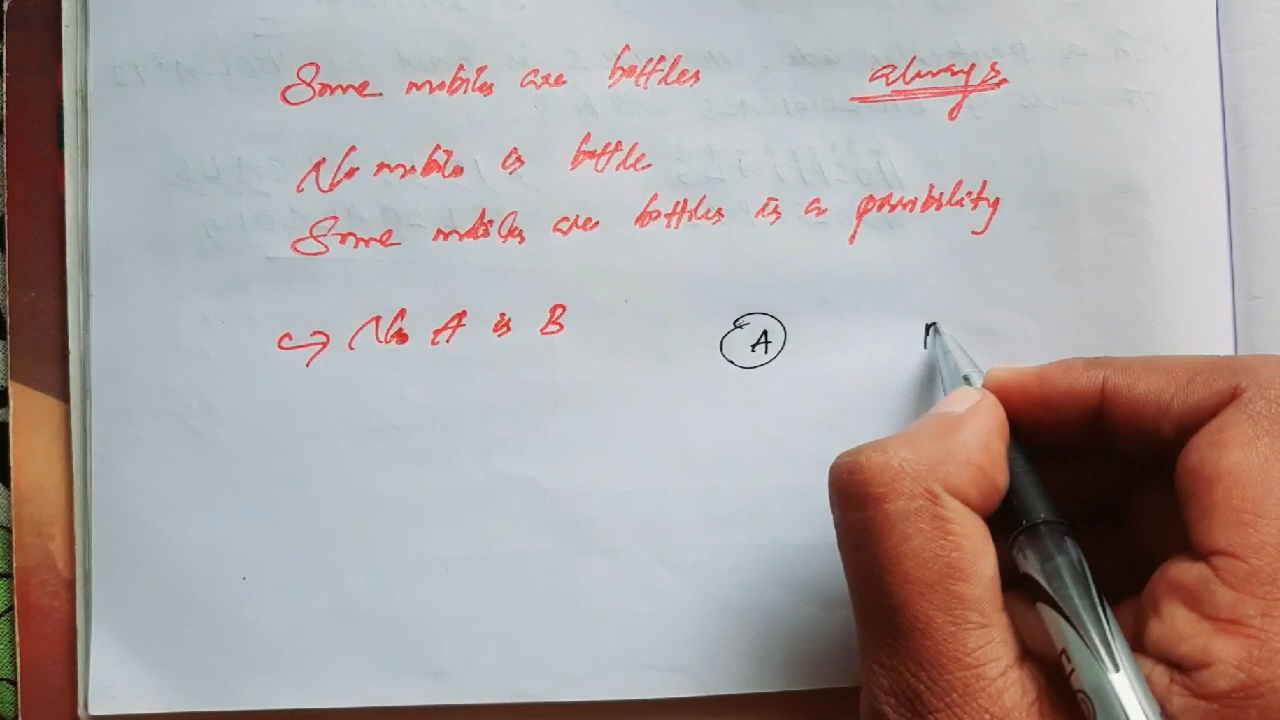 Some mobiles are bottles always
No mobile is bottle
Some mobiles are bottles is a possibility
↪ No A is B A